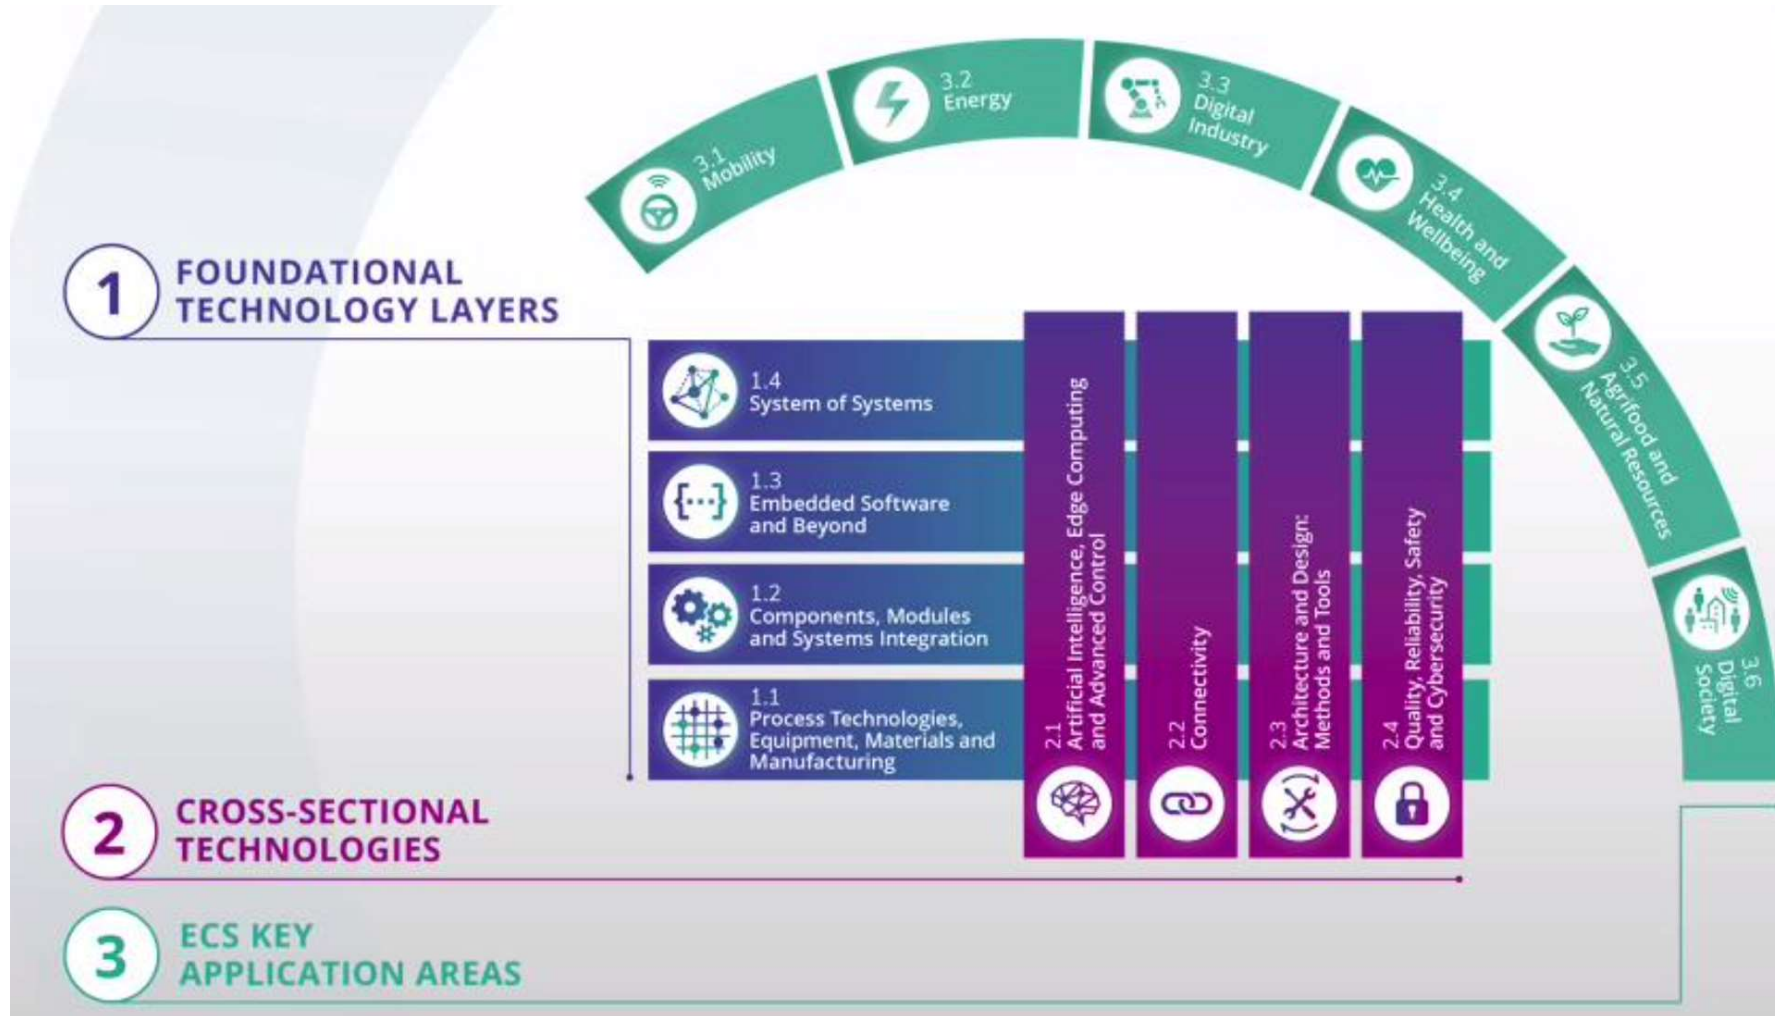 3.1
Mobility
3.2
Energy
3.3
Digital
Industry
3.4
Health and
Wellbeing
3.5
Agrifood and
Natural Resources
3.6
Digital
Society
1
FOUNDATIONAL
TECHNOLOGY LAYERS
1.4
System of Systems
1.3
Embedded Software
and Beyond
1.2
Components, Modules
and Systems Integration
1.1
Process Technologies,
Equipment, Materials and
Manufacturing
2.1
Artificial Intelligence, Edge Computing
and Advanced Control
2.2
Connectivity
2.3
Architecture and Design:
Methods and Tools
2.4
Quality, Reliability, Safety
and Cybersecurity
2
CROSS-SECTIONAL
TECHNOLOGIES
3
ECS KEY
APPLICATION AREAS